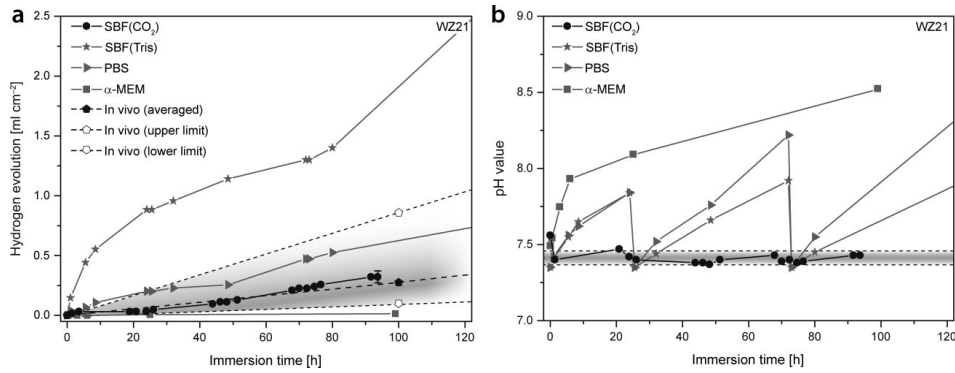 a
SBF(CO₂)
SBF(Tris)
PBS
α-MEM
In vivo (averaged)
In vivo (upper limit)
In vivo (lower limit)
WZ21
Hydrogen evolution [ml cm⁻²]
2.5
2.0
1.5
1.0
0.5
0.0
0 20 40 60 80 100 120
Immersion time [h]
b
SBF(CO₂)
SBF(Tris)
PBS
α-MEM
WZ21
pH value
9.0
8.5
8.0
7.5
7.0
0 20 40 60 80 100 120
Immersion time [h]